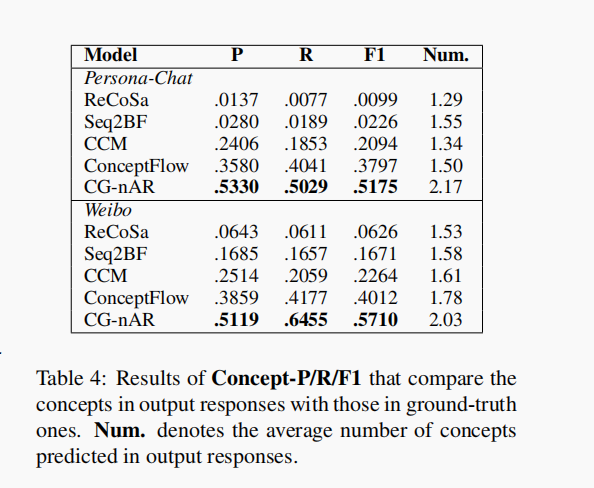 Model P R F1 Num.
Persona-Chat
ReCoSa .0137 .0077 .0099 1.29
Seq2BF .0280 .0189 .0226 1.55
CCM .2406 .1853 .2094 1.34
ConceptFlow .3580 .4041 .3797 1.50
CG-nAR .5330 .5029 .5175 2.17
Weibo
ReCoSa .0643 .0611 .0626 1.53
Seq2BF .1685 .1657 .1671 1.58
CCM .2514 .2059 .2264 1.61
ConceptFlow .3859 .4177 .4012 1.78
CG-nAR .5119 .6455 .5710 2.03
Table 4: Results of Concept-P/R/F1 that compare the
concepts in output responses with those in ground-truth
ones. Num. denotes the average number of concepts
predicted in output responses.